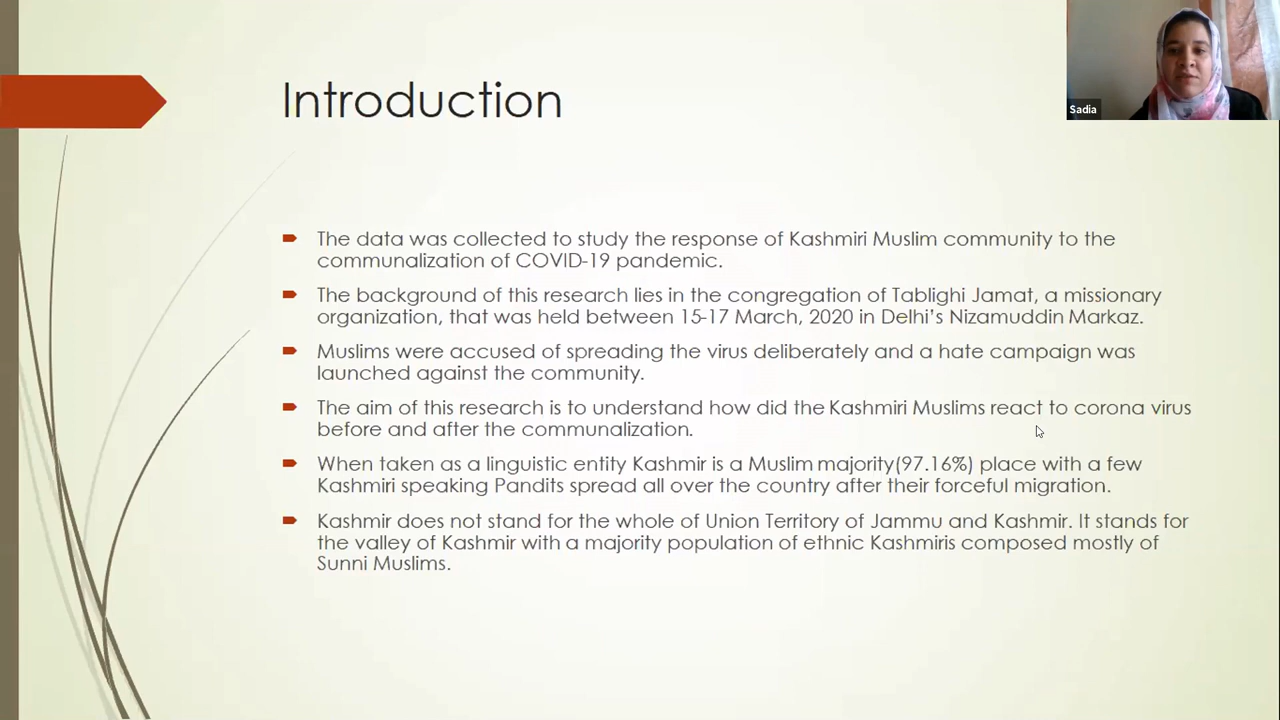 Introduction
Sadia
The data was collected to study the response of Kashmiri Muslim community to the
communalization of COVID-19 pandemic.
The background of this research lies in the congregation of Tablighi Jamat, a missionary
organization, that was held between 15-17 March, 2020 in Delhi’s Nizamuddin Markaz.
Muslims were accused of spreading the virus deliberately and a hate campaign was
launched against the community.
The aim of this research is to understand how did the Kashmiri Muslims react to corona virus
before and after the communalization.
When taken as a linguistic entity Kashmir is a Muslim majority(97.16%) place with a few
Kashmiri speaking Pandits spread all over the country after their forceful migration.
Kashmir does not stand for the whole of Union Territory of Jammu and Kashmir. It stands for
the valley of Kashmir with a majority population of ethnic Kashmiris composed mostly of
Sunni Muslims.